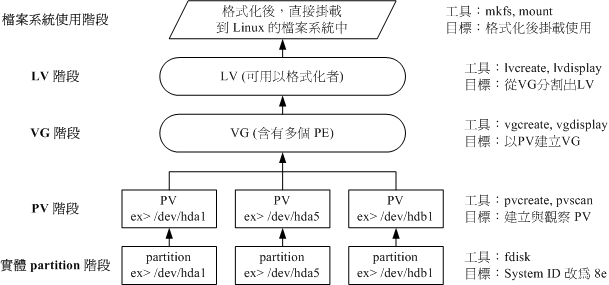 檔案系統使用階段
格式化後，直接掛載
到 Linux 的檔案系統中
工具：mkfs, mount
目標：格式化後掛載使用
LV 階段
LV (可用以格式化者)
工具：lvcreate, lvdisplay
目標：從VG分割出LV
VG 階段
VG (含有多個 PE)
工具：vgcreate, vgdisplay
目標：以PV建立VG
PV 階段
PV
ex> /dev/hda1
PV
ex> /dev/hda5
PV
ex> /dev/hdb1
工具：pvcreate, pvscan
目標：建立與觀察 PV
實體 partition 階段
partition
ex> /dev/hda1
partition
ex> /dev/hda5
partition
ex> /dev/hdb1
工具：fdisk
目標：System ID 改為 8e